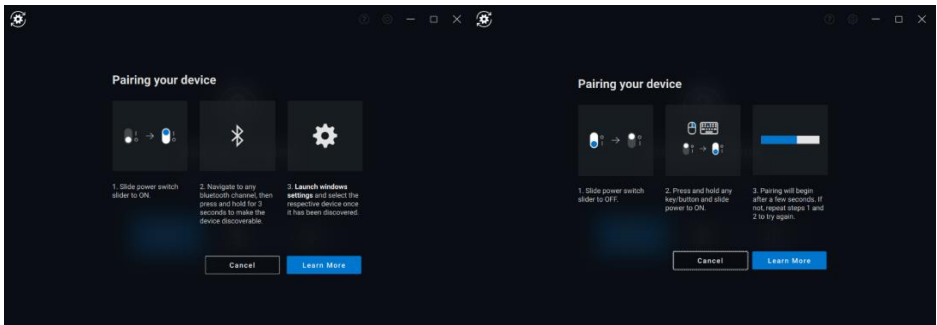 Pairing your device
1. Slide power switch
slider to ON.
2. Navigate to any
bluetooth channel, then
press and hold for 3
seconds to make the
device discoverable.
3. Launch windows
settings and select the
respective device once
it has been discovered.
Cancel
Learn More
Pairing your device
1. Slide power switch
slider to OFF.
2. Press and hold any
key/button and slide
power to ON.
3. Pairing will begin
after a few seconds. If
not, repeat steps 1 and
2 to try again.
Cancel
Learn More